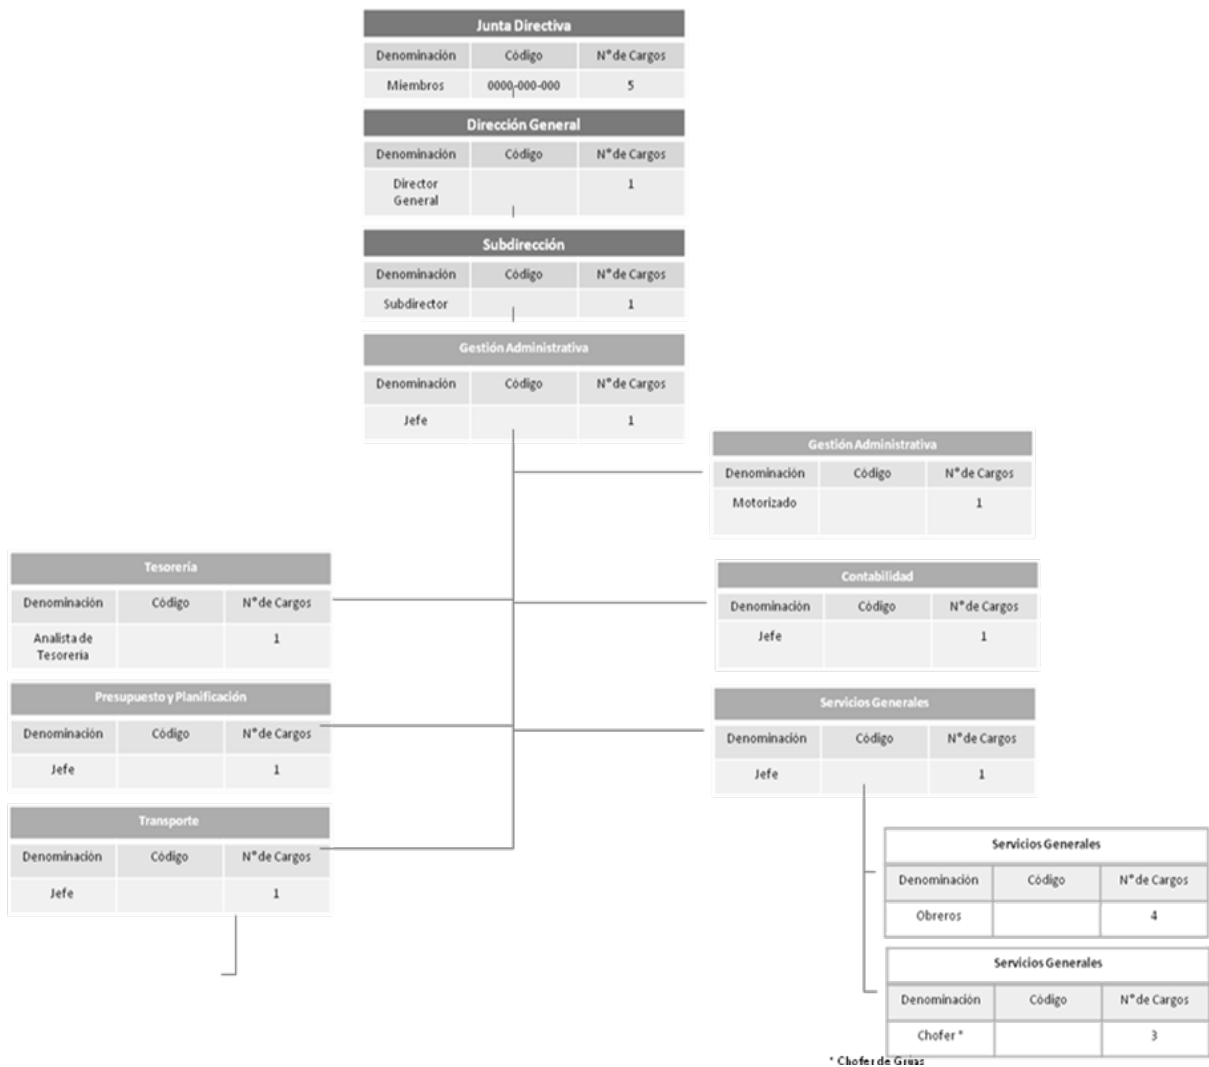 Junta Directiva
Denominación Código N° de Cargos
Miembros 0000-000-000 5
Dirección General
Denominación Código N° de Cargos
Director
General
1
Subdirección
Denominación Código N° de Cargos
Subdirector 1
Gestión Administrativa
Denominación Código N° de Cargos
Jefe 1
Gestión Administrativa
Denominación Código N° de Cargos
Motorizado 1
Tesorería
Denominación Código N° de Cargos
Analista de
Tesorería
1
Contabilidad
Denominación Código N° de Cargos
Jefe 1
Presupuesto y Planificación
Denominación Código N° de Cargos
Jefe 1
Servicios Generales
Denominación Código N° de Cargos
Jefe 1
Transporte
Denominación Código N° de Cargos
Jefe 1
Servicios Generales
Denominación Código N° de Cargos
Obreros 4
Servicios Generales
Denominación Código N° de Cargos
Chofer * 3
* Chofer de Grúas